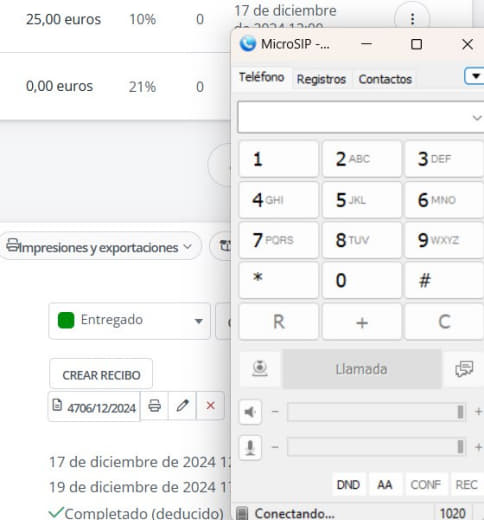 25,00 euros 10% 0 17 de diciembre
de 2024 12:00
0,00 euros 21% 0
Impresiones y exportaciones
Entregado
CREAR RECIBO
4706/12/2024
17 de diciembre de 2024 1
19 de diciembre de 2024 1
Completado (deducido)
MicroSIP -...
Teléfono Registros Contactos
1 2 ABC 3 DEF
4 GHI 5 JKL 6 MNO
7 PQRS 8 TUV 9 WXYZ
* 0 #
R + C
Llamada
- +
- +
DND AA CONF REC
Conectando... 1020